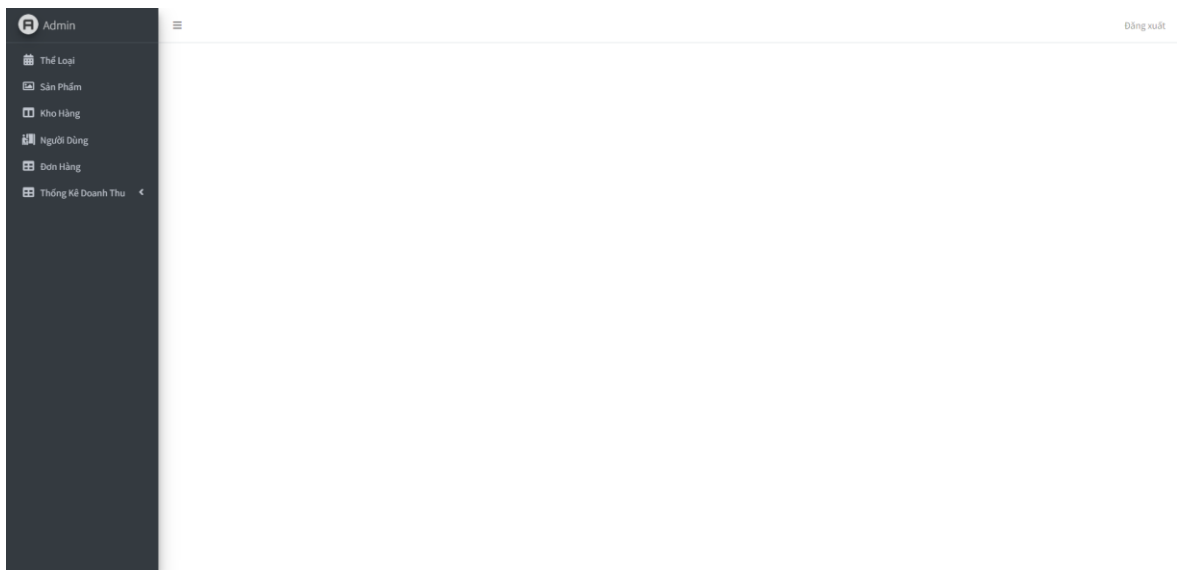 Admin
Đăng xuất
Thể Loại
Sản Phẩm
Kho Hàng
Người Dùng
Đơn Hàng
Thống Kê Doanh Thu